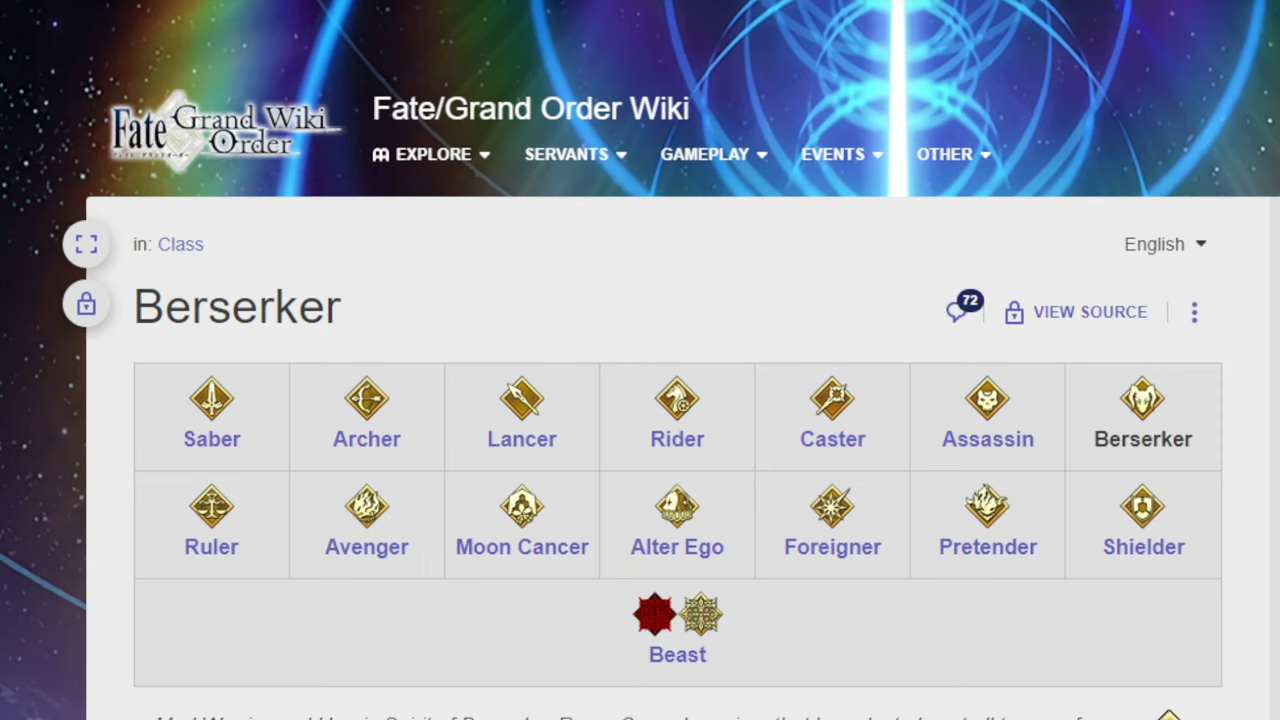 Fate Grand Wiki
Order
Fate/Grand Order Wiki
EXPLORE SERVANTS GAMEPLAY EVENTS OTHER
in: Class
English
Berserker
72
VIEW SOURCE
Saber Archer Lancer Rider Caster Assassin Berserker
Ruler Avenger Moon Cancer Alter Ego Foreigner Pretender Shielder
Beast